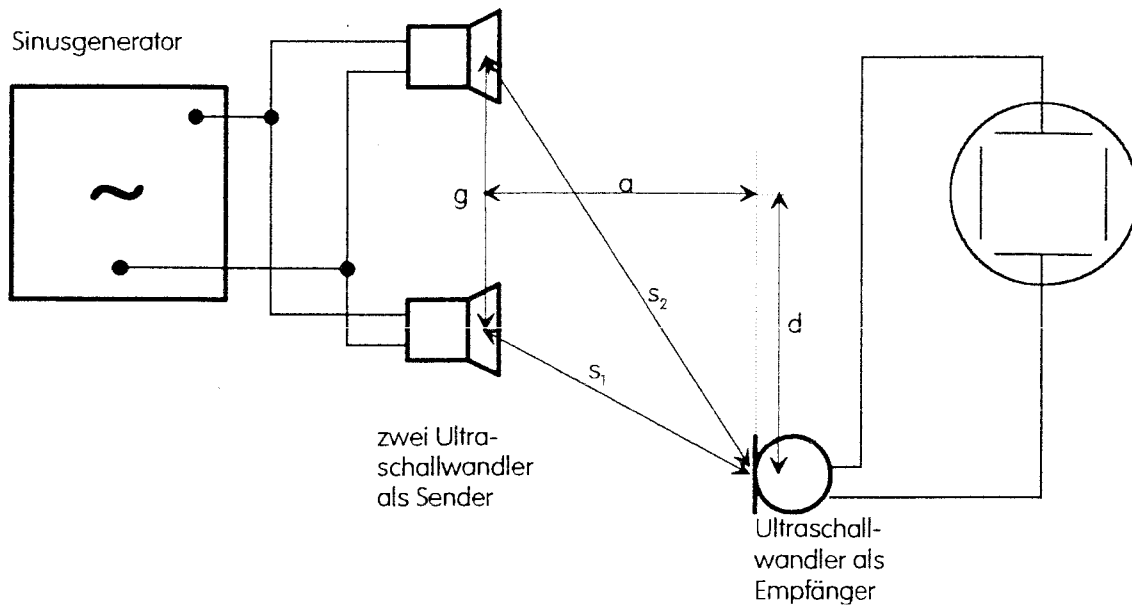 Sinusgenerator
~
g
a
s₂
d
s₁
zwei Ultra-
schallwandler
als Sender
Ultraschall-
wandler als
Empfänger